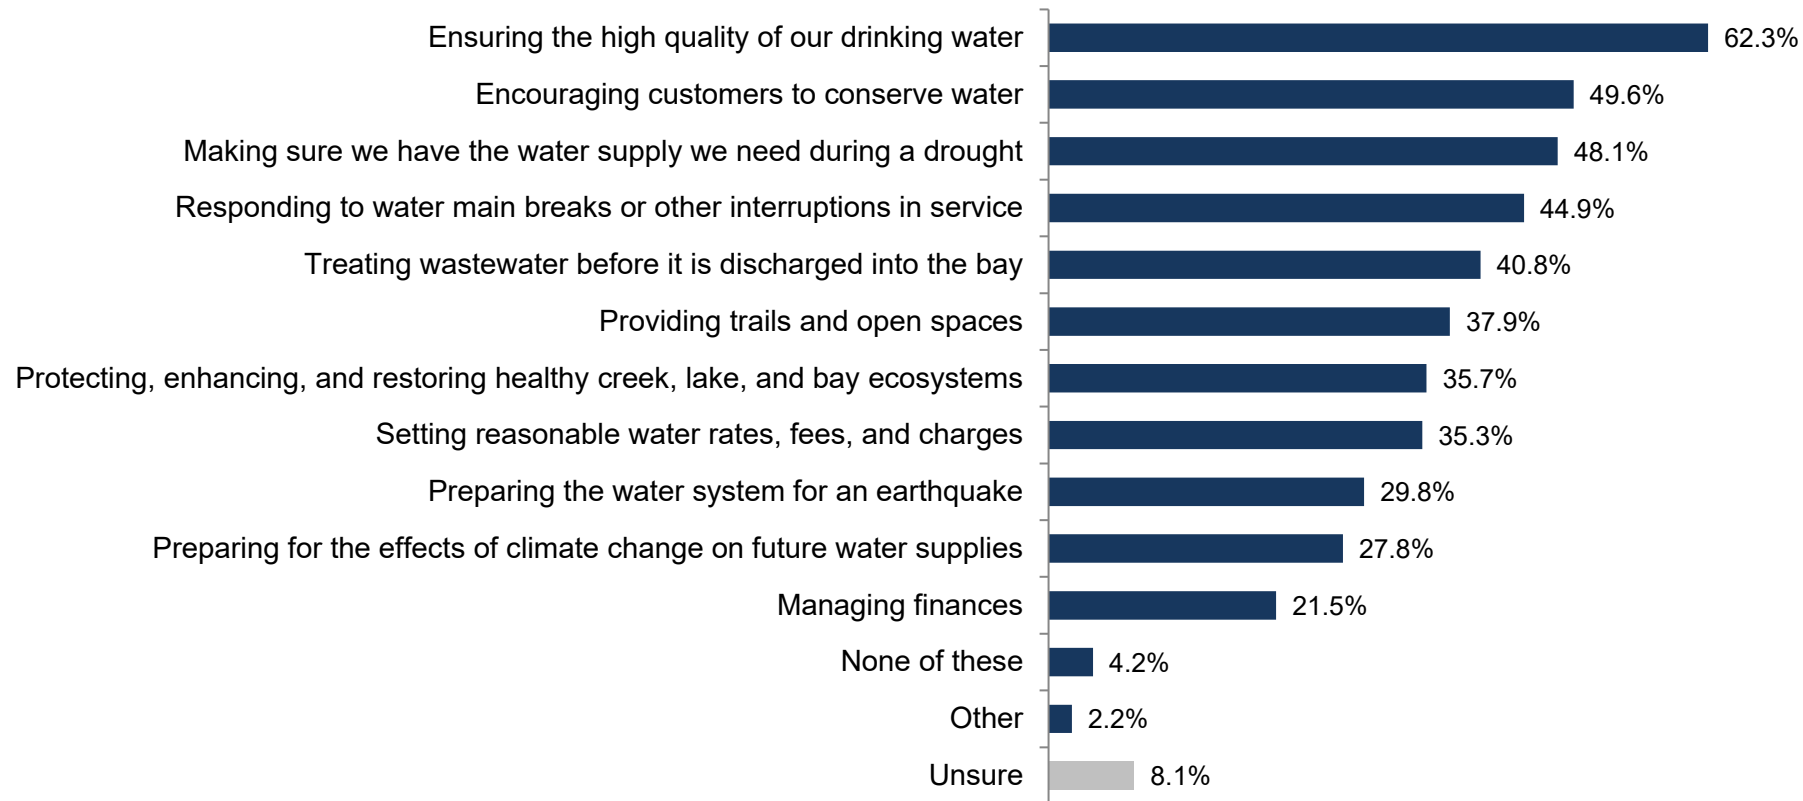 Ensuring the high quality of our drinking water 62.3%
Encouraging customers to conserve water 49.6%
Making sure we have the water supply we need during a drought 48.1%
Responding to water main breaks or other interruptions in service 44.9%
Treating wastewater before it is discharged into the bay 40.8%
Providing trails and open spaces 37.9%
Protecting, enhancing, and restoring healthy creek, lake, and bay ecosystems 35.7%
Setting reasonable water rates, fees, and charges 35.3%
Preparing the water system for an earthquake 29.8%
Preparing for the effects of climate change on future water supplies 27.8%
Managing finances 21.5%
None of these 4.2%
Other 2.2%
Unsure 8.1%